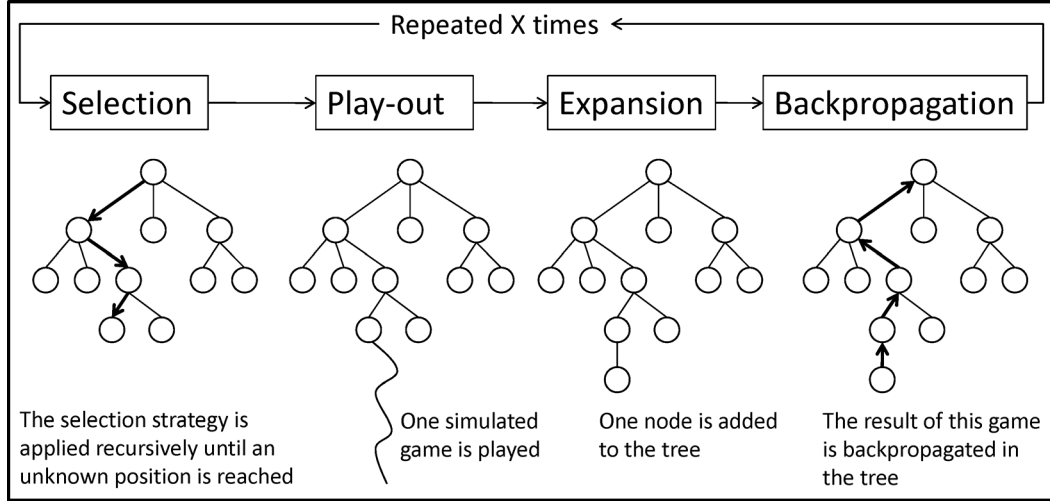 Repeated X times
Selection
Play-out
Expansion
Backpropagation
The selection strategy is
applied recursively until an
unknown position is reached
One simulated
game is played
One node is added
to the tree
The result of this game
is backpropagated in
the tree